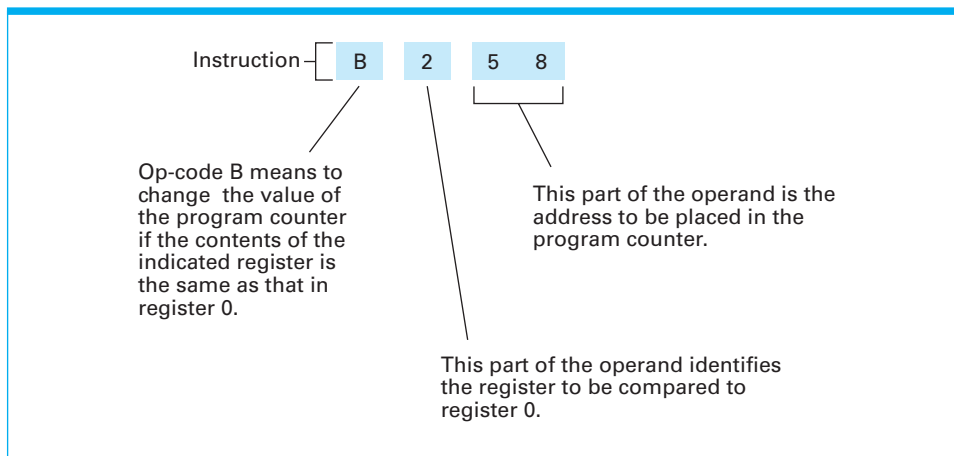 Instruction
B 2 5 8
Op-code B means to
change the value of
the program counter
if the contents of the
indicated register is
the same as that in
register 0.
This part of the operand is the
address to be placed in the
program counter.
This part of the operand identifies
the register to be compared to
register 0.